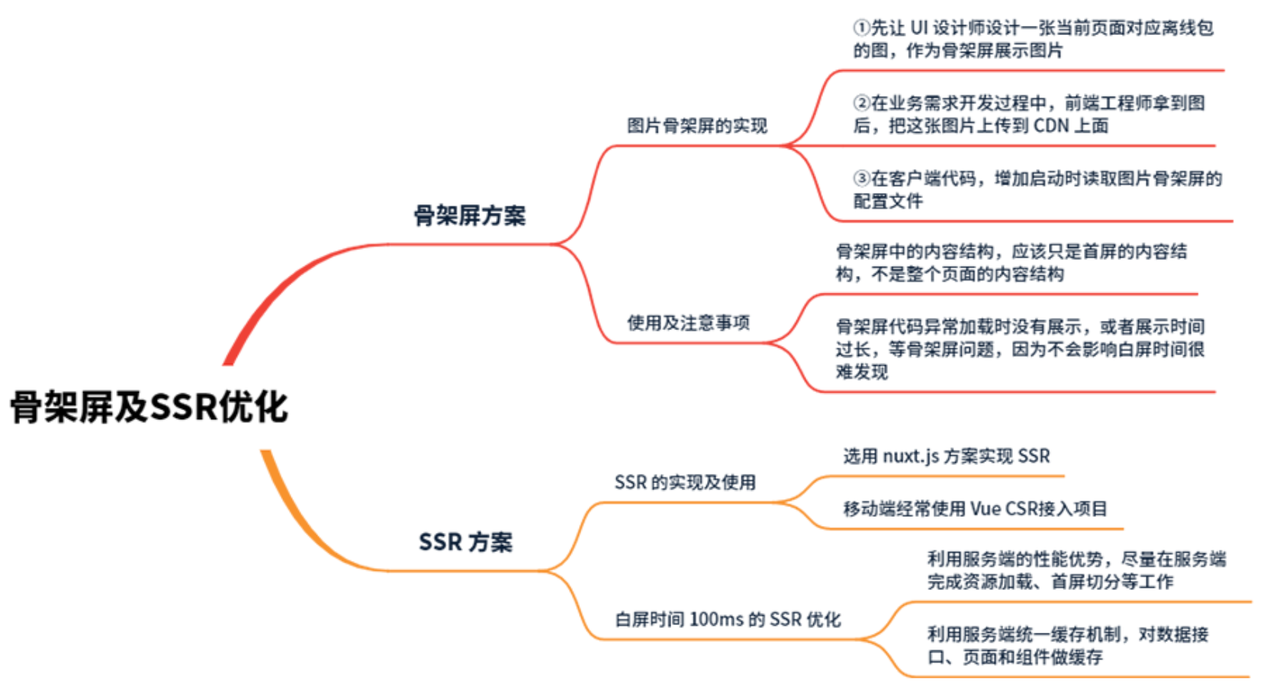 ①先让 UI 设计师设计一张当前页面对应离线包
的图，作为骨架屏展示图片
②在业务需求开发过程中，前端工程师拿到图
后，把这张图片上传到 CDN 上面
图片骨架屏的实现
③在客户端代码，增加启动时读取图片骨架屏的
配置文件
骨架屏方案
骨架屏中的内容结构，应该只是首屏的内容结
构，不是整个页面的内容结构
使用及注意事项
骨架屏代码异常加载时没有展示，或者展示时间
过长，等骨架屏问题，因为不会影响白屏时间很
难发现
骨架屏及SSR优化
选用 nuxt.js 方案实现 SSR
SSR 的实现及使用
移动端经常使用 Vue CSR接入项目
SSR 方案
利用服务端的性能优势，尽量在服务端
完成资源加载、首屏切分等工作
白屏时间 100ms 的 SSR 优化
利用服务端统一缓存机制，对数据接
口、页面和组件做缓存